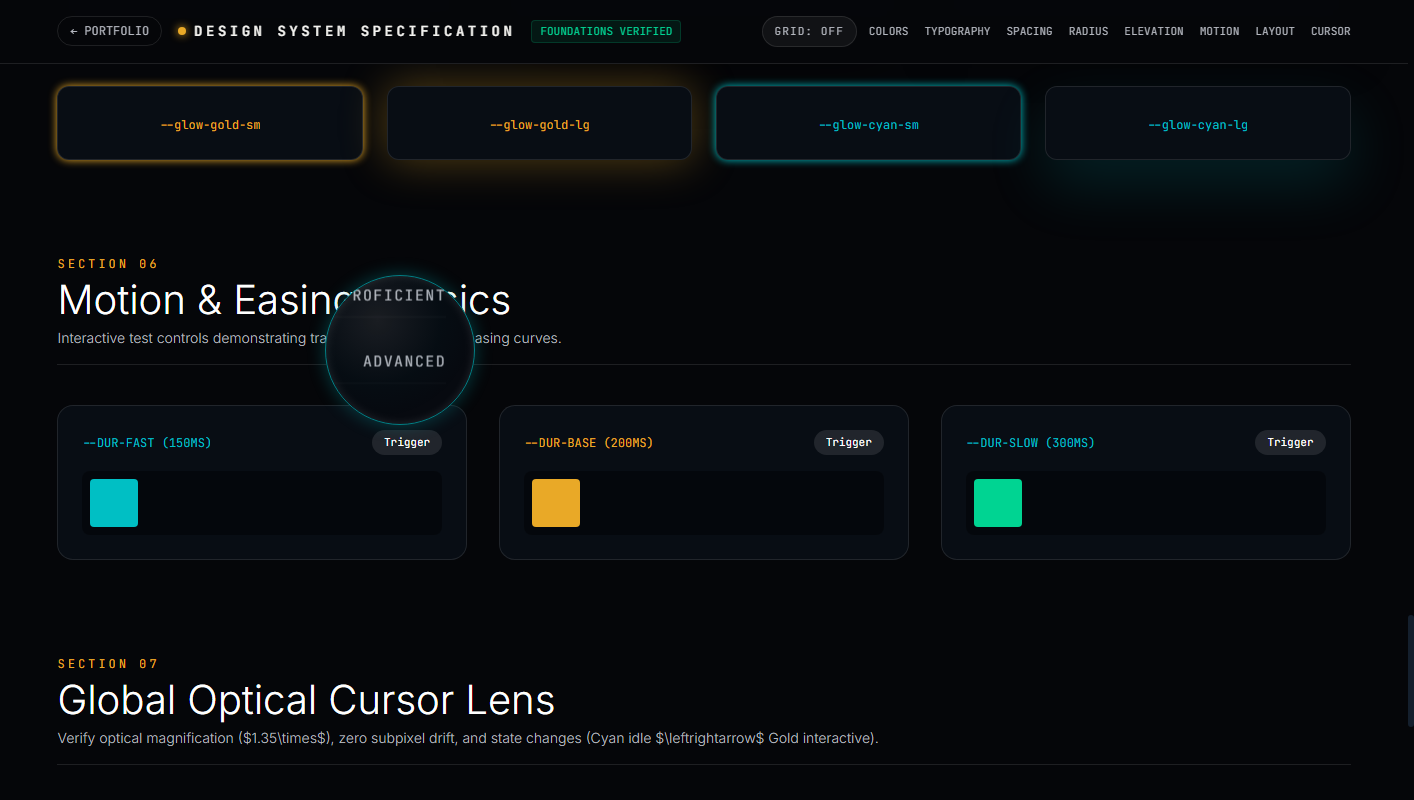 ← PORTFOLIO
DESIGN SYSTEM SPECIFICATION
FOUNDATIONS VERIFIED
GRID: OFF
COLORS
TYPOGRAPHY
SPACING
RADIUS
ELEVATION
MOTION
LAYOUT
CURSOR
--glow-gold-sm
--glow-gold-lg
--glow-cyan-sm
--glow-cyan-lg
SECTION 06
Motion & Easing
ROFICIENT
ics
Interactive test controls demonstrating tra
asing curves.
ADVANCED
--DUR-FAST (150MS)
Trigger
--DUR-BASE (200MS)
Trigger
--DUR-SLOW (300MS)
Trigger
SECTION 07
Global Optical Cursor Lens
Verify optical magnification ($1.35\times$), zero subpixel drift, and state changes (Cyan idle $\leftrightarrow$ Gold interactive).